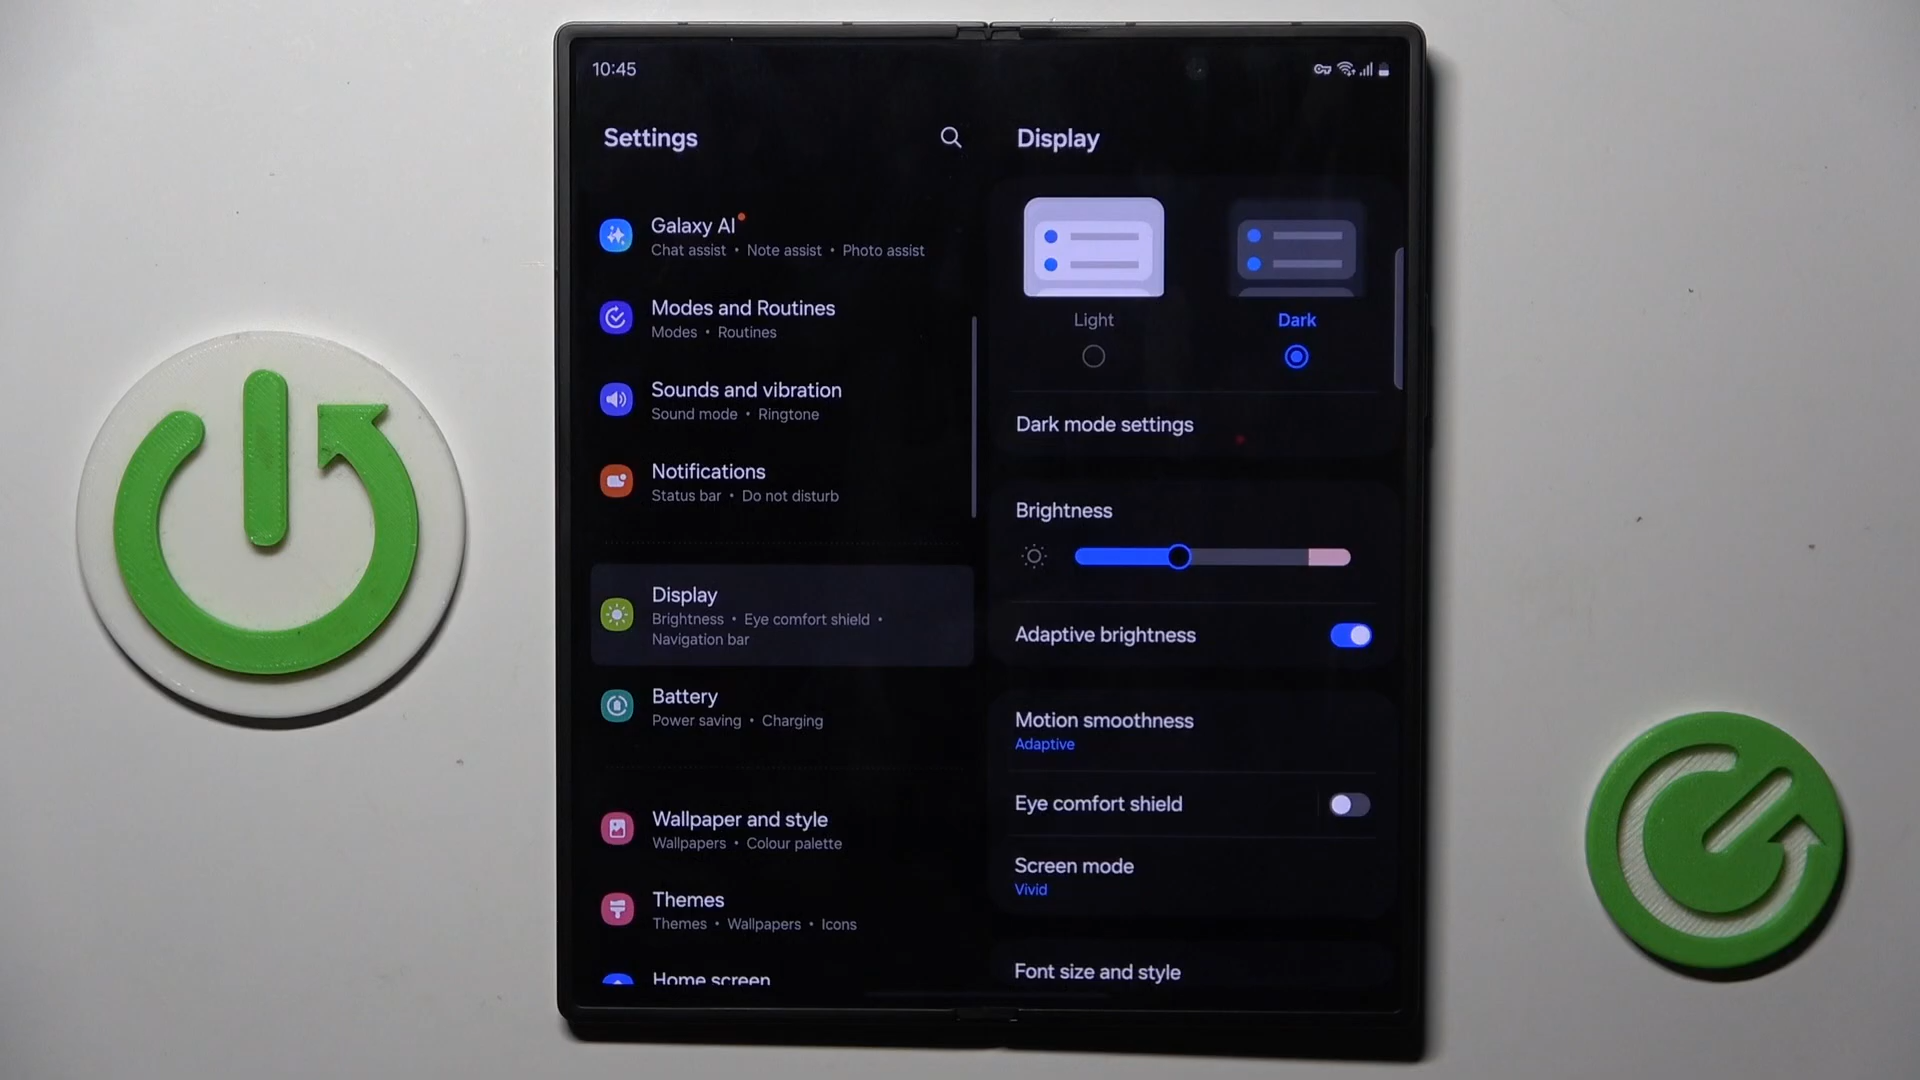 10:45
Settings
Galaxy AI
Chat assist • Note assist • Photo assist
Modes and Routines
Modes • Routines
Sounds and vibration
Sound mode • Ringtone
Notifications
Status bar • Do not disturb
Display
Brightness • Eye comfort shield •
Navigation bar
Battery
Power saving • Charging
Wallpaper and style
Wallpapers • Colour palette
Themes
Themes • Wallpapers • Icons
Home screen
Display
Light
Dark
Dark mode settings
Brightness
Adaptive brightness
Motion smoothness
Adaptive
Eye comfort shield
Screen mode
Vivid
Font size and style